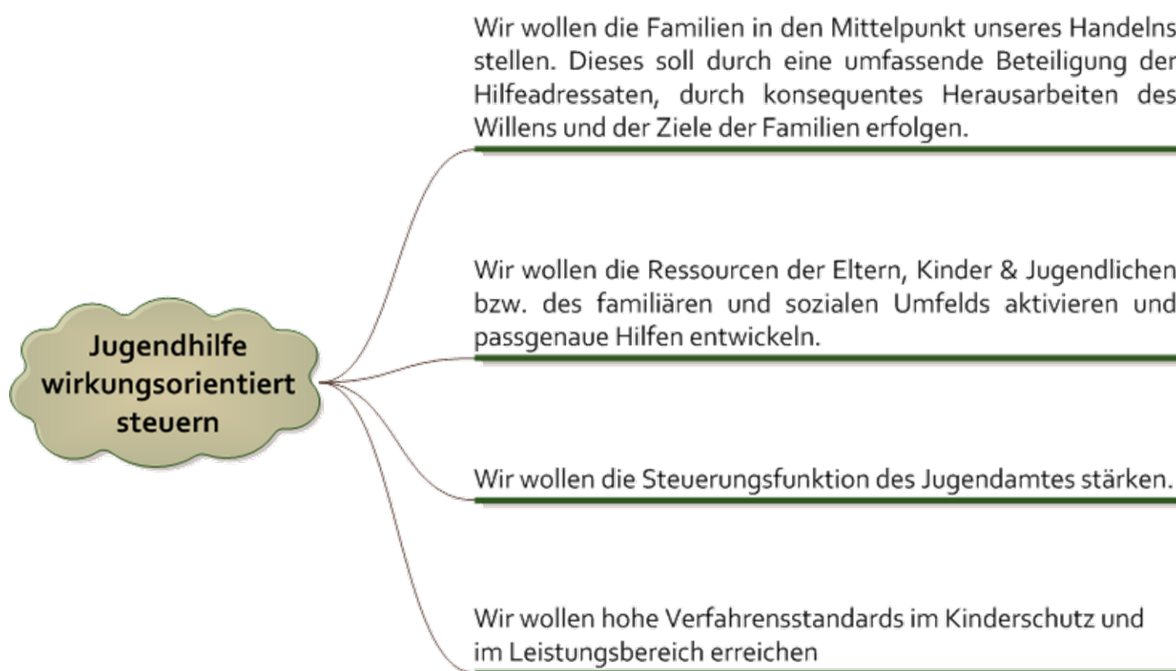 Wir wollen die Familien in den Mittelpunkt unseres Handelns
stellen. Dieses soll durch eine umfassende Beteiligung der
Hilfeadressaten, durch konsequentes Herausarbeiten des
Willens und der Ziele der Familien erfolgen.
Wir wollen die Ressourcen der Eltern, Kinder & Jugendlichen
bzw. des familiären und sozialen Umfelds aktivieren und
passgenaue Hilfen entwickeln.
Jugendhilfe
wirkungsorientiert
steuern
Wir wollen die Steuerungsfunktion des Jugendamtes stärken.
Wir wollen hohe Verfahrensstandards im Kinderschutz und
im Leistungsbereich erreichen